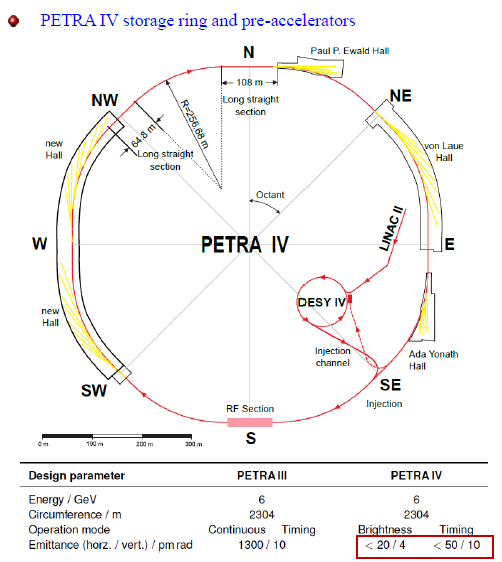 PETRA IV storage ring and pre-accelerators
N
Paul P. Ewald Hall
108 m
Long straight
section
NW
R=256.68 m
NE
new
Hall
64.8 m
Long straight
section
von Laue
Hall
Octant
LINAC II
W
PETRA IV
E
DESY IV
new
Hall
Injection
channel
Ada Yonath
Hall
SW
SE
RF Section
Injection
S
0 m 100 m 200 m 300 m
Design parameter PETRA III PETRA IV
Energy / GeV 6 6
Circumference / m 2304 2304
Operation mode Continuous Timing Brightness Timing
Emittance (horz. / vert.) / pm rad 1300 / 10 < 20 / 4 < 50 / 10